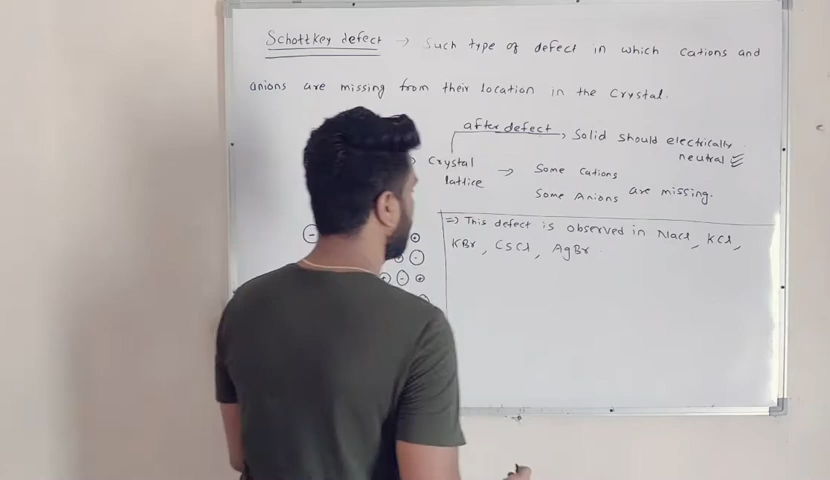 Schottkey defect → Such type of defect in which cations and
anions are missing from their location in the crystal.
after defect, Solid should electrically
neutral
Crystal
lattice → Some Cations
Some Anions are missing.
=) This defect is observed in NaCl, KCl,
KBr, CSCl, AgBr.
- +
+ -
+ - +